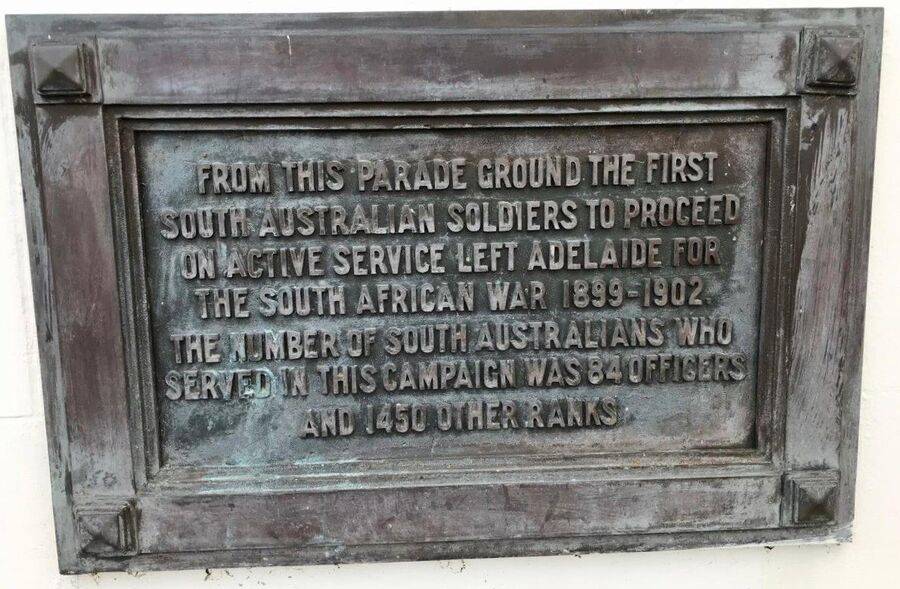 FROM THIS PARADE GROUND THE FIRST
SOUTH AUSTRALIAN SOLDIERS TO PROCEED
ON ACTIVE SERVICE LEFT ADELAIDE FOR
THE SOUTH AFRICAN WAR 1899-1902.
THE NUMBER OF SOUTH AUSTRALIANS WHO
SERVED IN THIS CAMPAIGN WAS 84 OFFICERS
AND 1450 OTHER RANKS